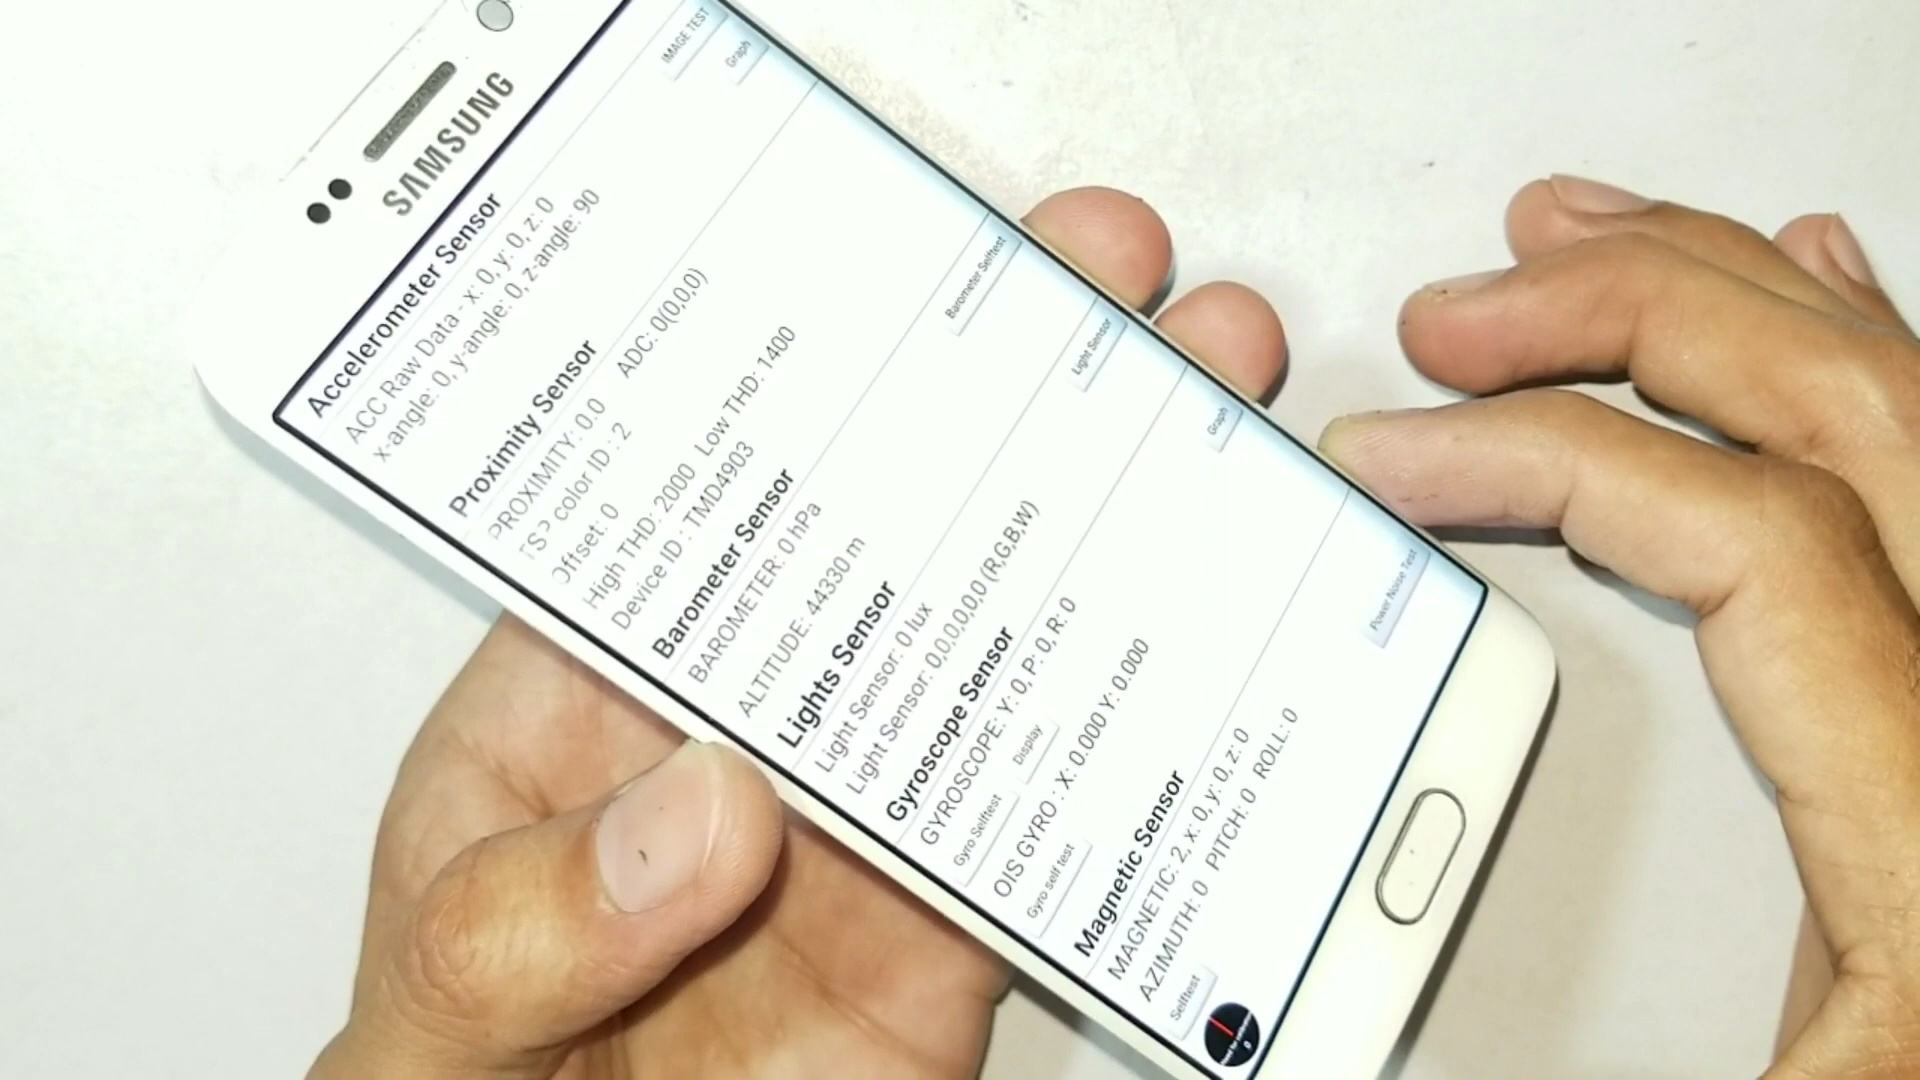 SAMSUNG
IMAGE TEST
Graph
Accelerometer Sensor
ACC Raw Data - x: 0, y: 0, z: 0
x-angle: 0, y-angle: 0, z-angle: 90
Proximity Sensor
PROXIMITY: 0.0 ADC: 0(0,0,0)
TSP color ID : 2
Offset: 0
High THD: 2000 Low THD: 1400
Device ID : TMD4903
Barometer Sensor
BAROMETER: 0 hPa
Barometer Selftest
ALTITUDE: 44330 m
Lights Sensor
Light Sensor: 0 lux
Light Sensor
Light Sensor: 0,0,0,0,0,0 (R,G,B,W)
Gyroscope Sensor
GYROSCOPE: Y: 0, P: 0, R: 0
Gyro Selftest Display Graph
OIS GYRO : X: 0.000 Y: 0.000
Gyro self test
Magnetic Sensor
MAGNETIC: 2, x: 0, y: 0, z: 0
AZIMUTH: 0 PITCH: 0 ROLL: 0
Selftest Power Noise Test
0